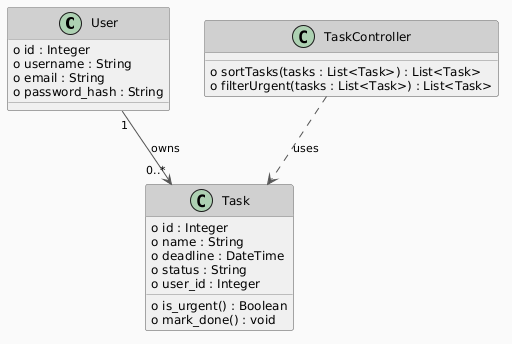 C User
o id : Integer
o username : String
o email : String
o password_hash : String
C TaskController
o sortTasks(tasks : List<Task>) : List<Task>
o filterUrgent(tasks : List<Task>) : List<Task>
1
owns
0..*
uses
C Task
o id : Integer
o name : String
o deadline : DateTime
o status : String
o user_id : Integer
o is_urgent() : Boolean
o mark_done() : void